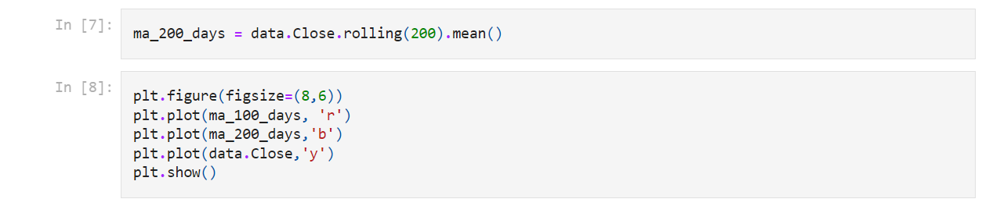 In [7]:
ma_200_days = data.Close.rolling(200).mean()
In [8]:
plt.figure(figsize=(8,6))
plt.plot(ma_100_days, 'r')
plt.plot(ma_200_days,'b')
plt.plot(data.Close,'y')
plt.show()